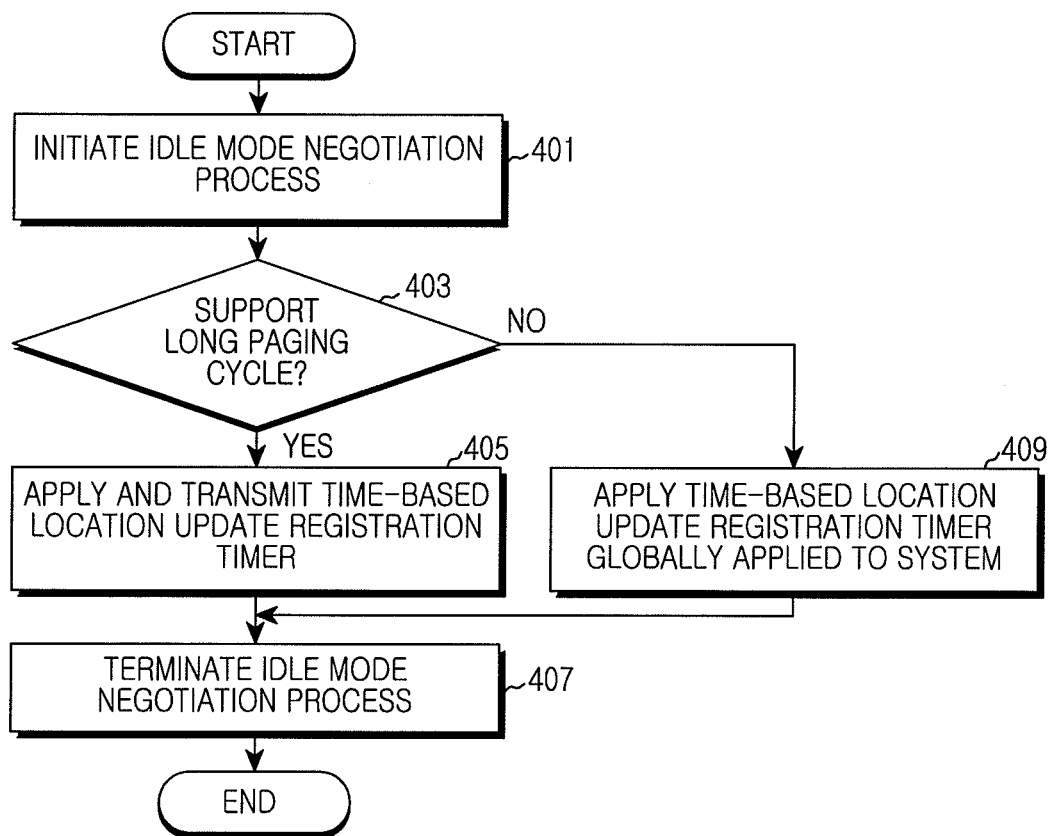 START
INITIATE IDLE MODE NEGOTIATION
PROCESS
401
403
SUPPORT
LONG PAGING
CYCLE?
NO
YES
405
APPLY AND TRANSMIT TIME-BASED
LOCATION UPDATE REGISTRATION
TIMER
409
APPLY TIME-BASED LOCATION
UPDATE REGISTRATION TIMER
GLOBALLY APPLIED TO SYSTEM
TERMINATE IDLE MODE
NEGOTIATION PROCESS
407
END